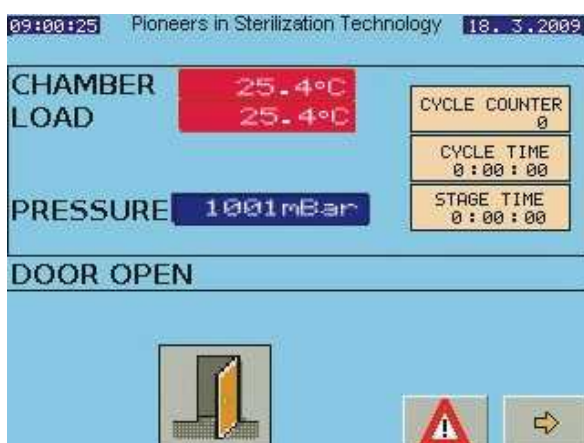 09:00:25 Pioneers in Sterilization Technology 18. 3.2009
CHAMBER 25.4°C
LOAD 25.4°C
CYCLE COUNTER
0
CYCLE TIME
0:00:00
PRESSURE 1001mBar
STAGE TIME
0:00:00
DOOR OPEN